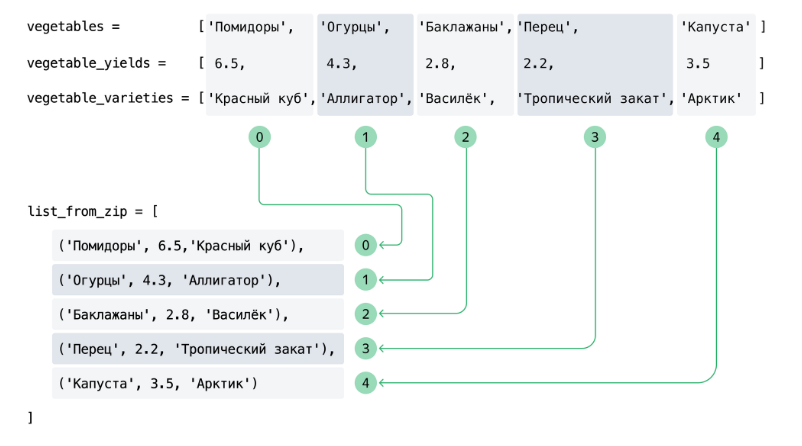 vegetables = ['Помидоры', 'Огурцы', 'Баклажаны', 'Перец', 'Капуста' ]
vegetable_yields = [ 6.5, 4.3, 2.8, 2.2, 3.5 ]
vegetable_varieties = ['Красный куб', 'Аллигатор', 'Василёк', 'Тропический закат', 'Арктик' ]
0 1 2 3 4
list_from_zip = [
('Помидоры', 6.5,'Красный куб'), 0
('Огурцы', 4.3, 'Аллигатор'), 1
('Баклажаны', 2.8, 'Василёк'), 2
('Перец', 2.2, 'Тропический закат'), 3
('Капуста', 3.5, 'Арктик') 4
]